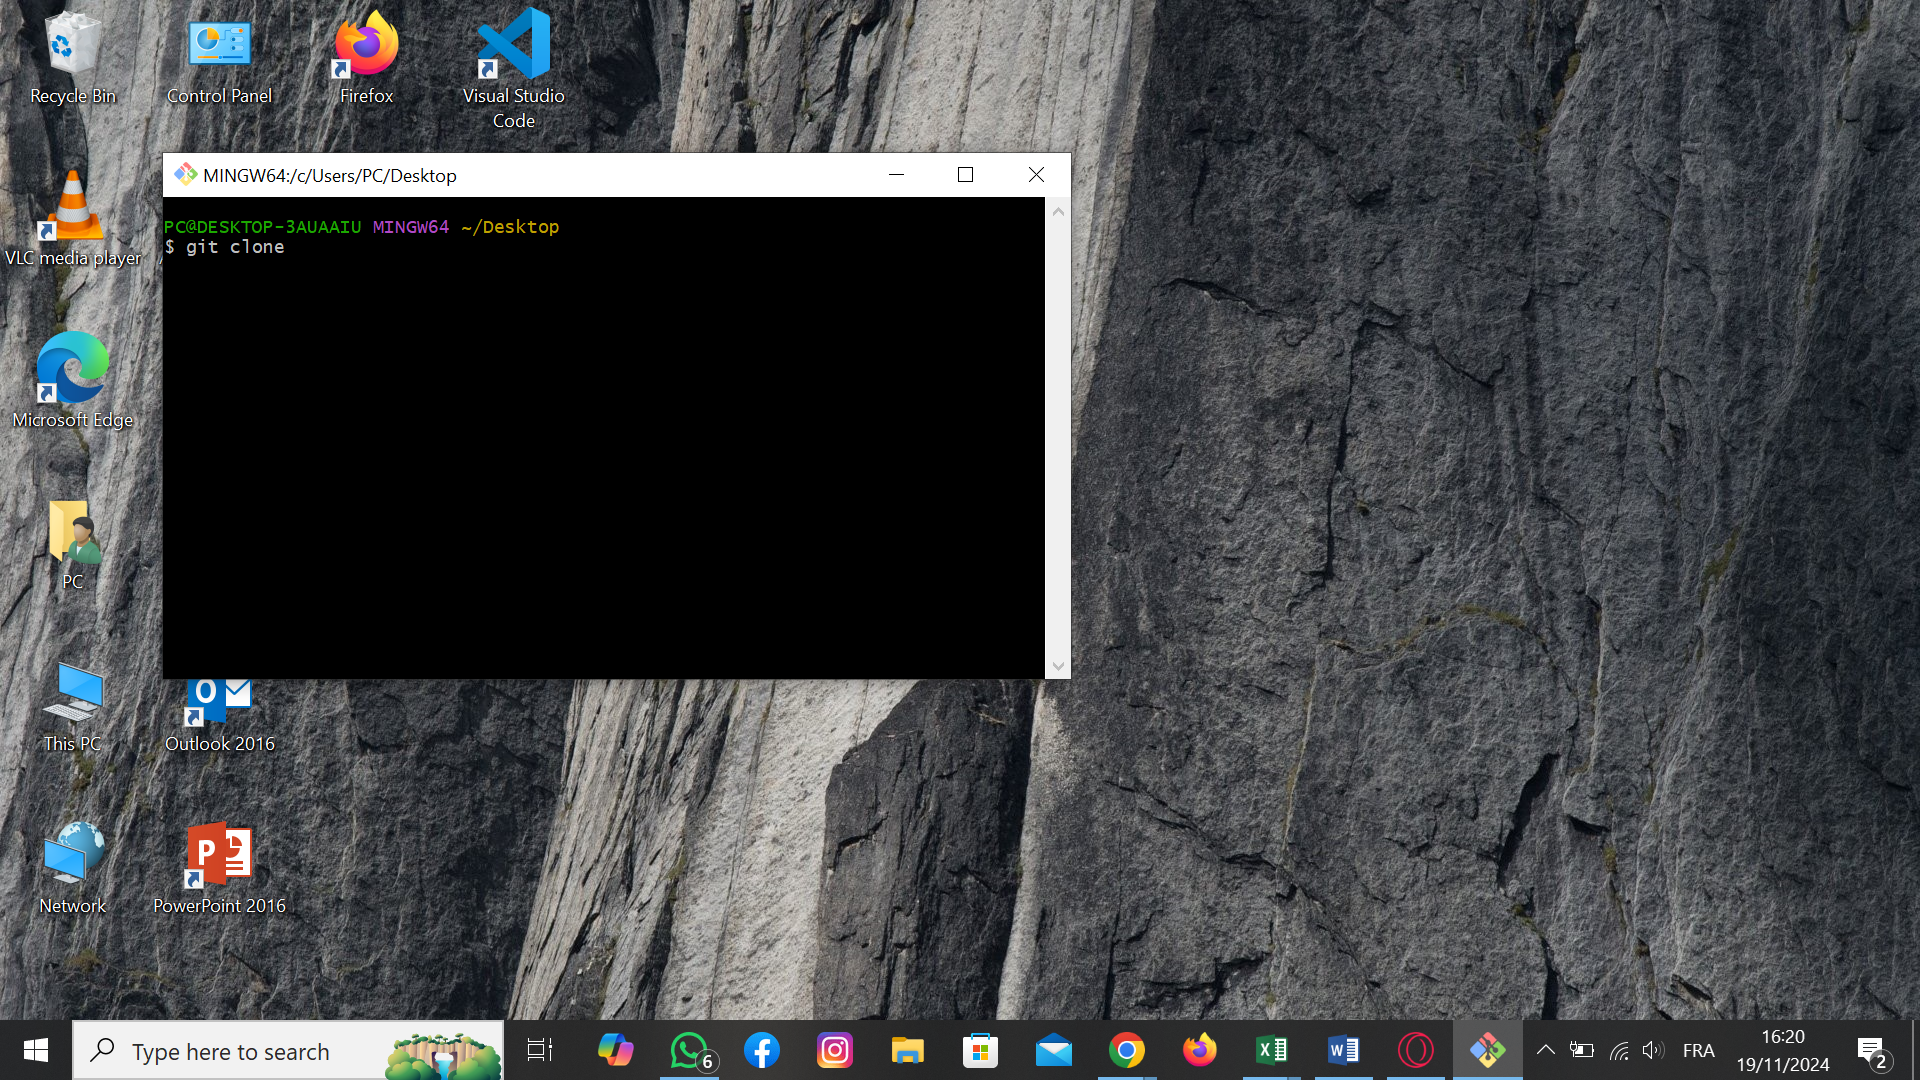 Recycle Bin
Control Panel
Firefox
Visual Studio
Code
MINGW64:/c/Users/PC/Desktop
PC@DESKTOP-3AUAAIU MINGW64 ~/Desktop
$ git clone
VLC media player
Microsoft Edge
PC
This PC
Outlook 2016
Network
PowerPoint 2016
Type here to search
6
FRA
16:20
19/11/2024
2